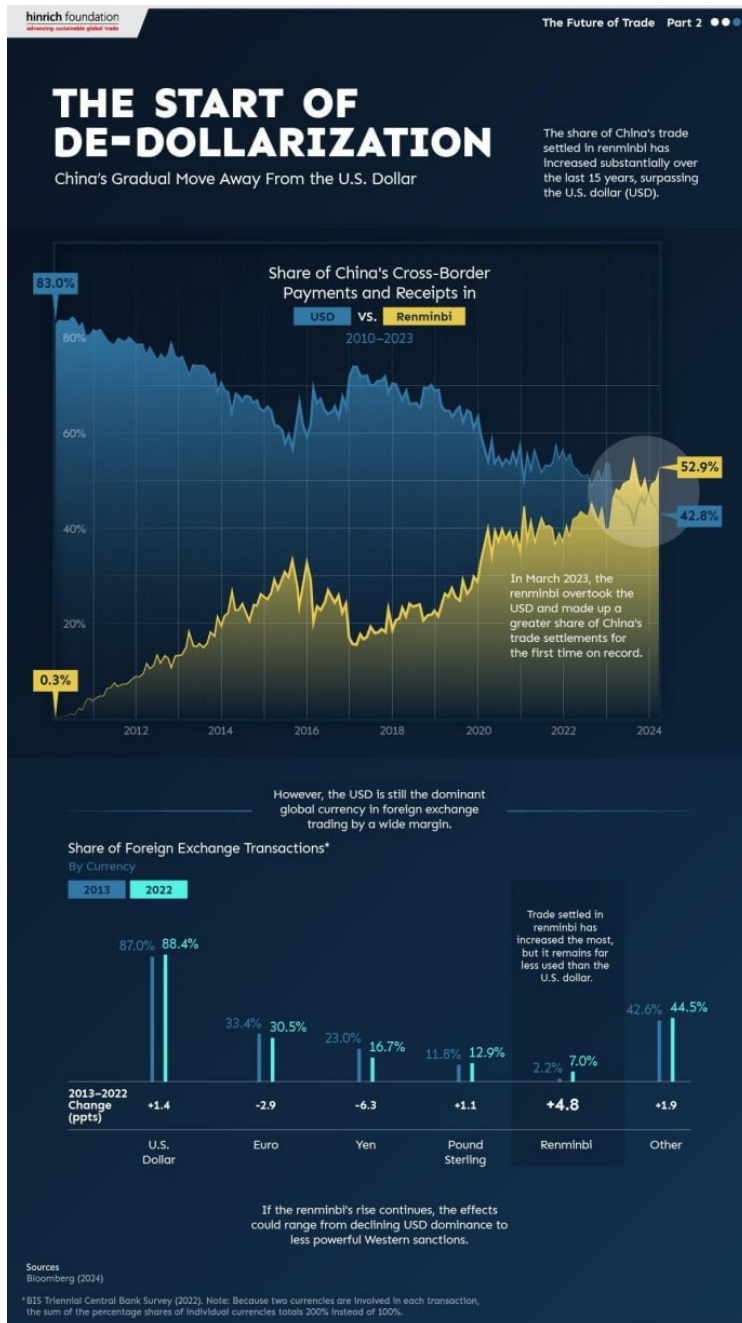 hinrich foundation
advancing sustainable global trade
The Future of Trade Part 2
THE START OF
DE-DOLLARIZATION
China's Gradual Move Away From the U.S. Dollar
The share of China's trade
settled in renminbi has
increased substantially over
the last 15 years, surpassing
the U.S. dollar (USD).
Share of China's Cross-Border
Payments and Receipts in
USD VS. Renminbi
2010–2023
83.0%
80%
60%
40%
20%
0.3%
52.9%
42.8%
In March 2023, the
renminbi overtook the
USD and made up a
greater share of China's
trade settlements for
the first time on record.
2012 2014 2016 2018 2020 2022 2024
However, the USD is still the dominant
global currency in foreign exchange
trading by a wide margin.
Share of Foreign Exchange Transactions*
By Currency
2013 2022
Trade settled in
renminbi has
increased the most,
but it remains far
less used than the
U.S. dollar.
87.0% 88.4%
33.4% 30.5%
23.0% 16.7%
11.8% 12.9%
2.2% 7.0%
42.6% 44.5%
2013–2022
Change
(ppts)
+1.4 -2.9 -6.3 +1.1 +4.8 +1.9
U.S.
Dollar
Euro
Yen
Pound
Sterling
Renminbi
Other
If the renminbi's rise continues, the effects
could range from declining USD dominance to
less powerful Western sanctions.
Sources
Bloomberg (2024)
*BIS Triennial Central Bank Survey (2022). Note: Because two currencies are involved in each transaction,
the sum of the percentage shares of individual currencies totals 200% instead of 100%.